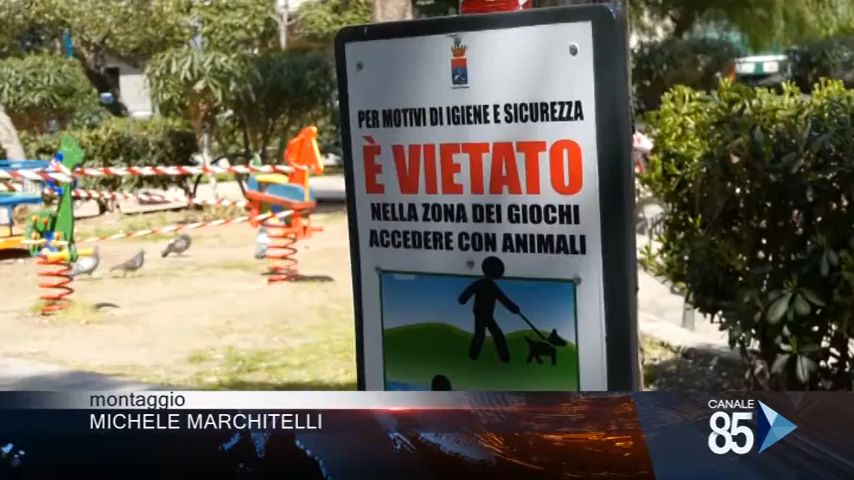 PER MOTIVI DI IGIENE E SICUREZZA
È VIETATO
NELLA ZONA DEI GIOCHI
ACCEDERE CON ANIMALI
montaggio
MICHELE MARCHITELLI
CANALE
85